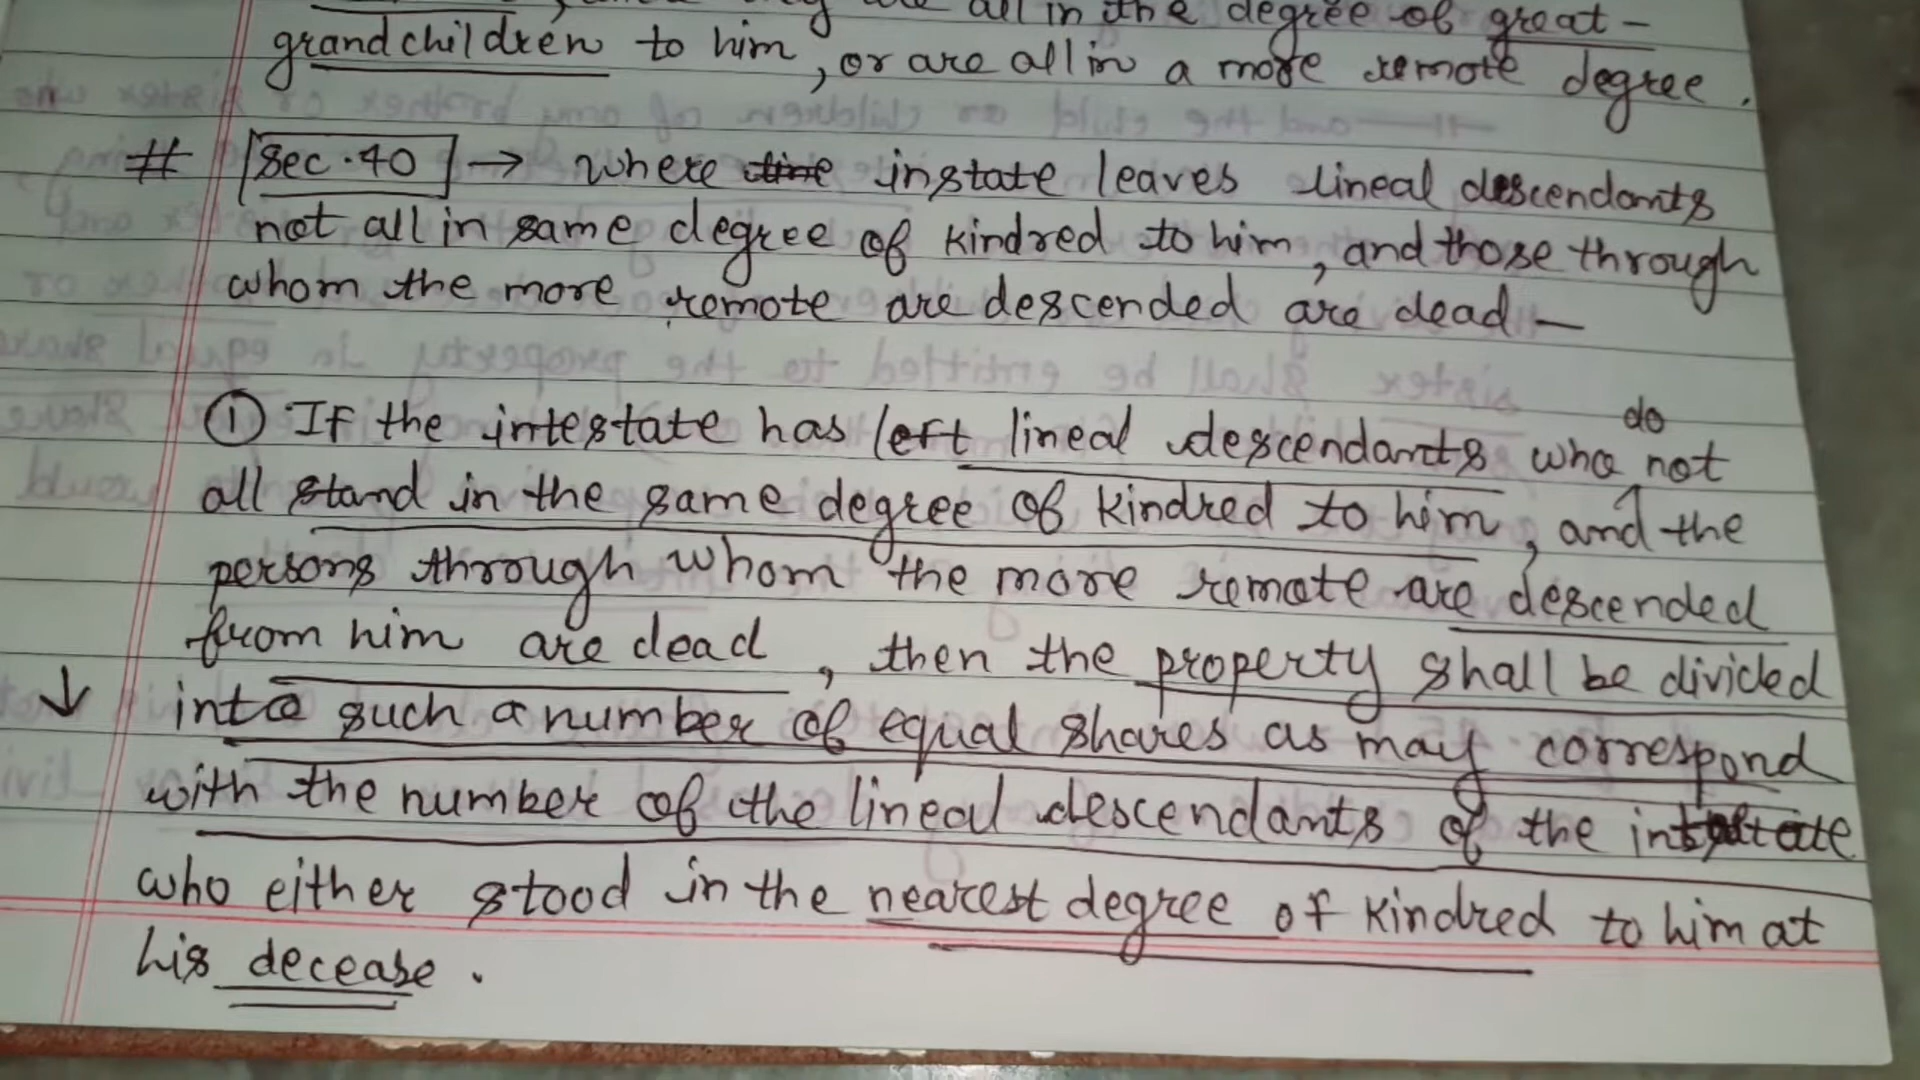 all in the degree of great-
grandchildren to him, or are all in a more remote degree.
# [Sec. 40] → where time instate leaves lineal descendants
not all in same degree of kindred to him, and those through
whom the more remote are descended are dead -
① If the intestate has left lineal descendants who do not
all stand in the same degree of kindred to him, and the
persons through whom the more remote are descended
from him are dead, then the property shall be divided
↓ into such a number of equal shares as may correspond
with the number of the lineal descendants of the intestate
who either stood in the nearest degree of kindred to him at
his decease.